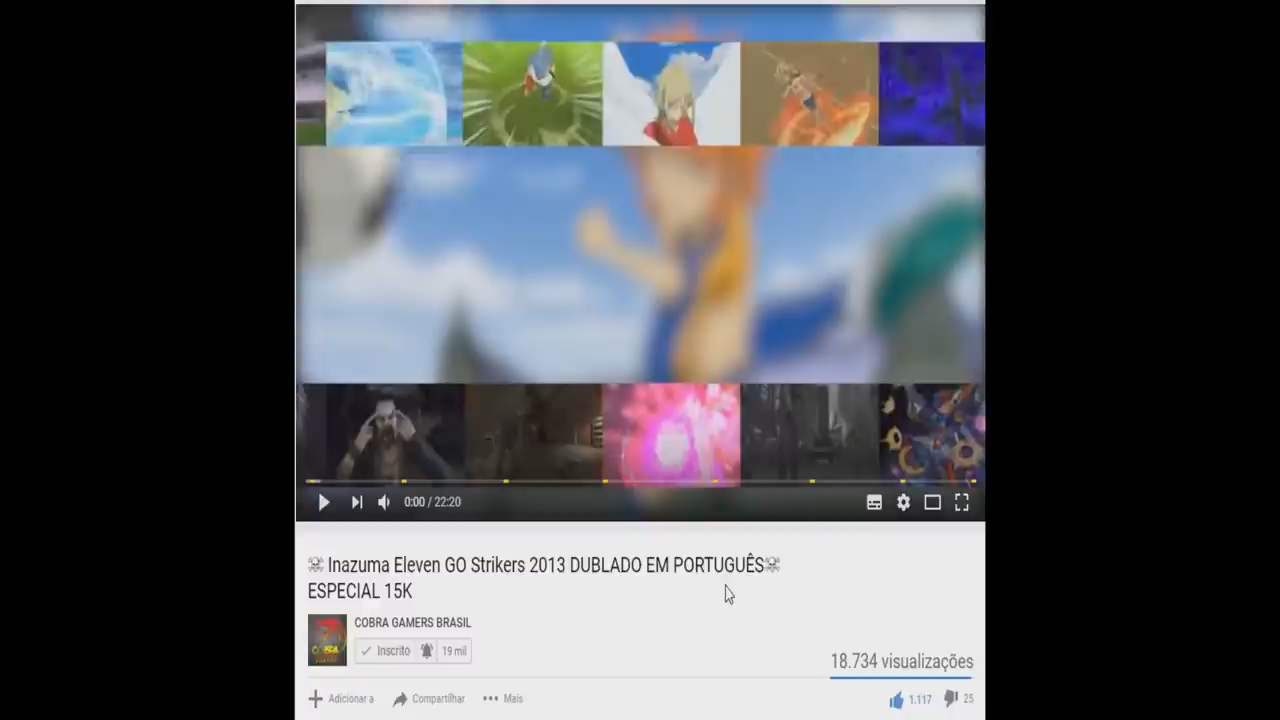 0:00 / 22:20
☠ Inazuma Eleven GO Strikers 2013 DUBLADO EM PORTUGUÊS☠
ESPECIAL 15K
COBRA GAMERS BRASIL
Inscrito 19 mil
18.734 visualizações
Adicionar a Compartilhar Mais 1.117 25